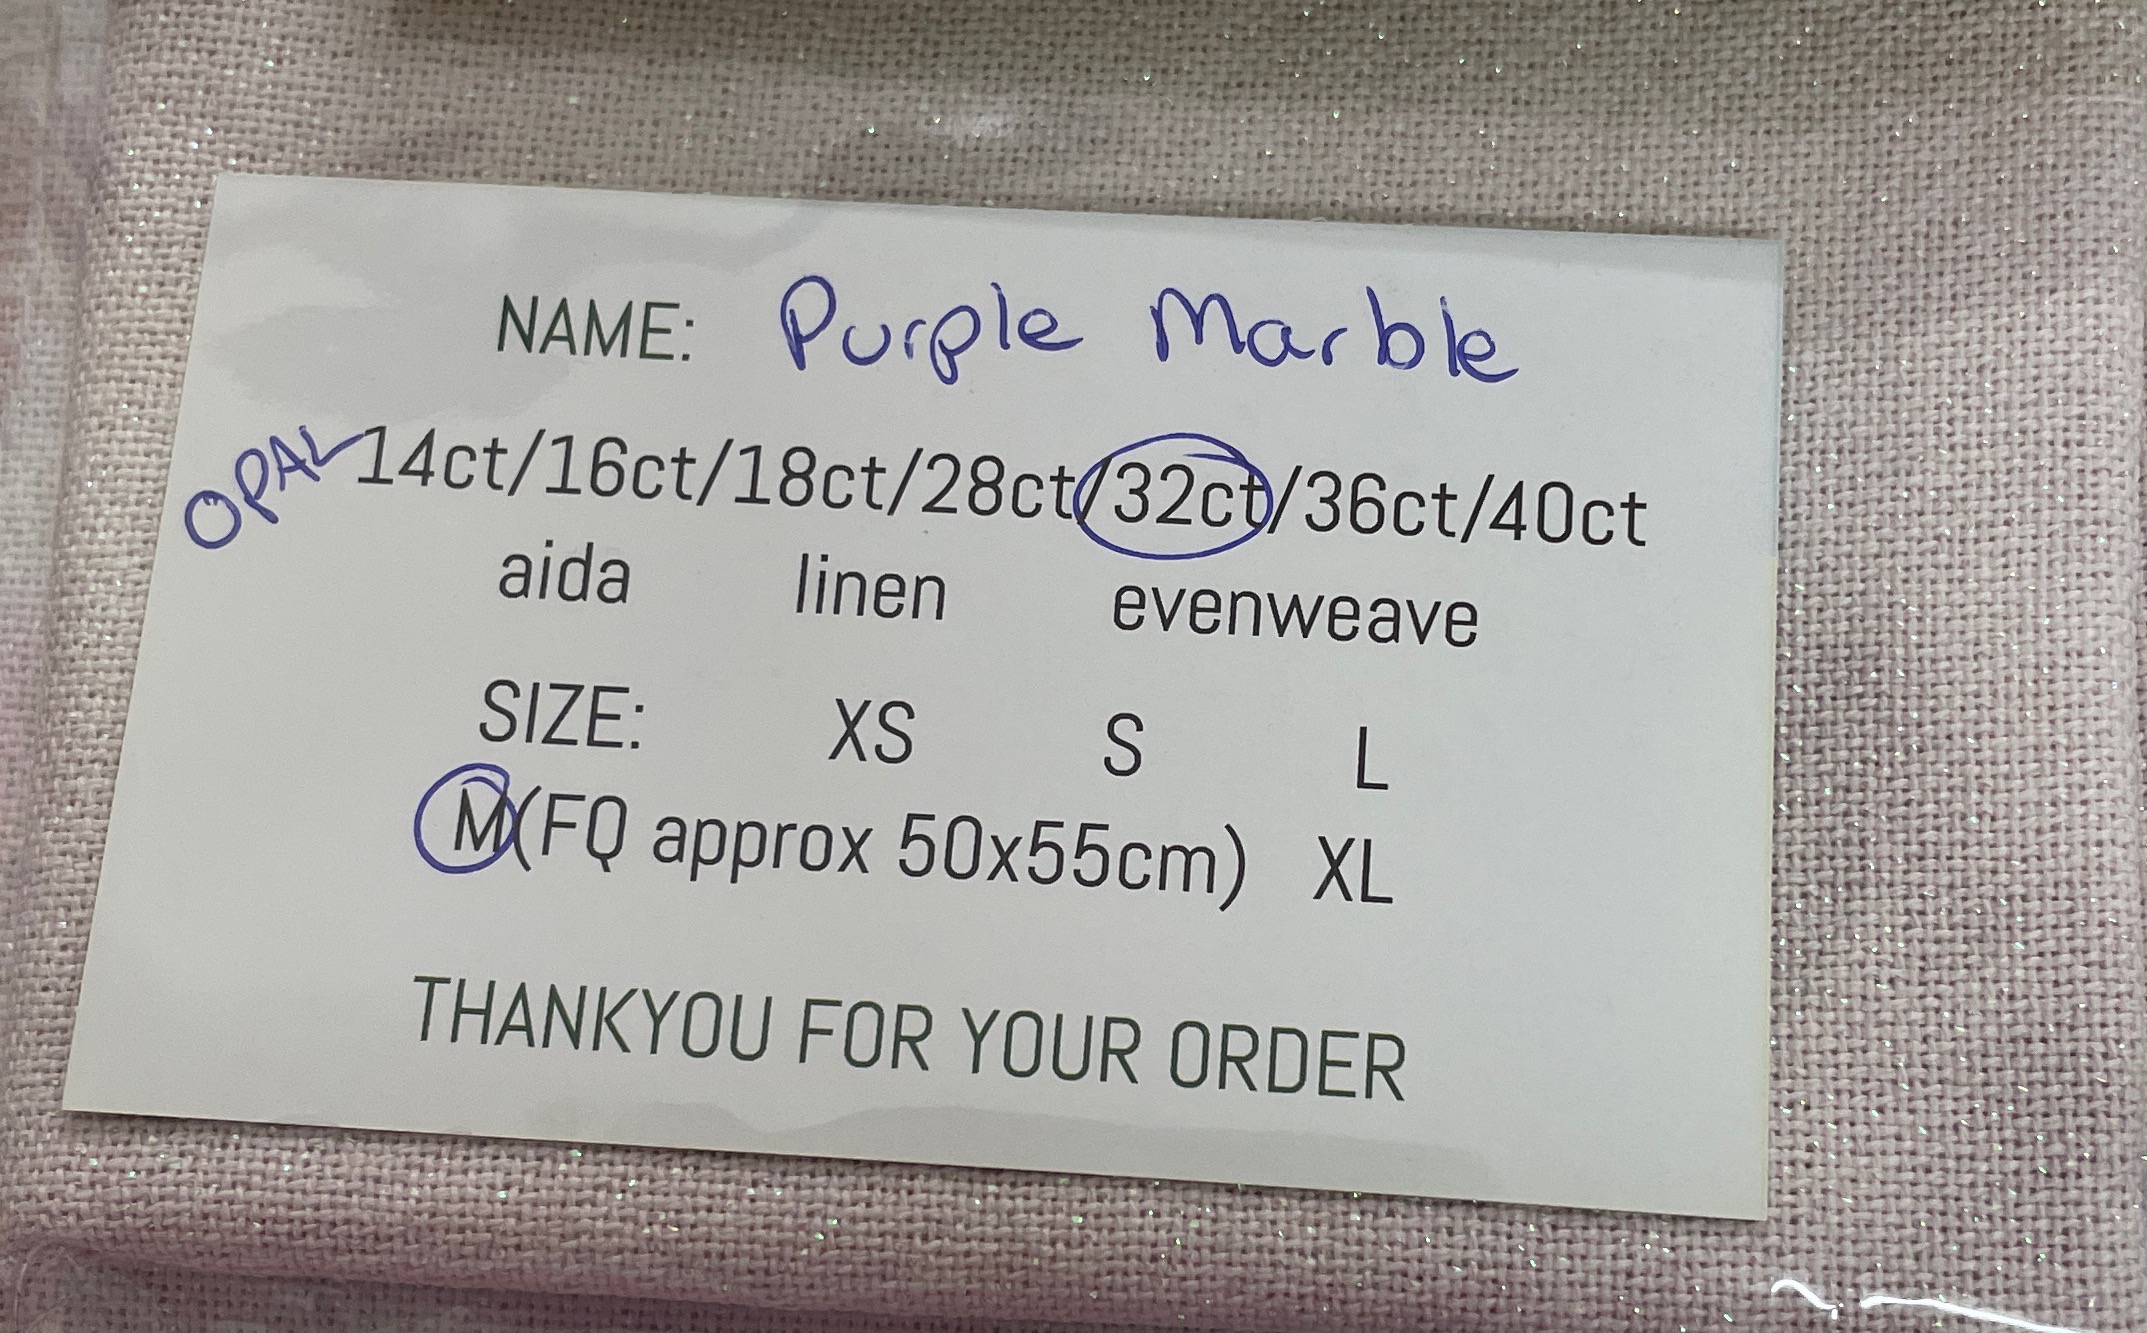 NAME: Purple Marble
OPAL 14ct/16ct/18ct/28ct/32ct/36ct/40ct
aida linen evenweave
SIZE: XS S L
M(FQ approx 50x55cm) XL
THANKYOU FOR YOUR ORDER